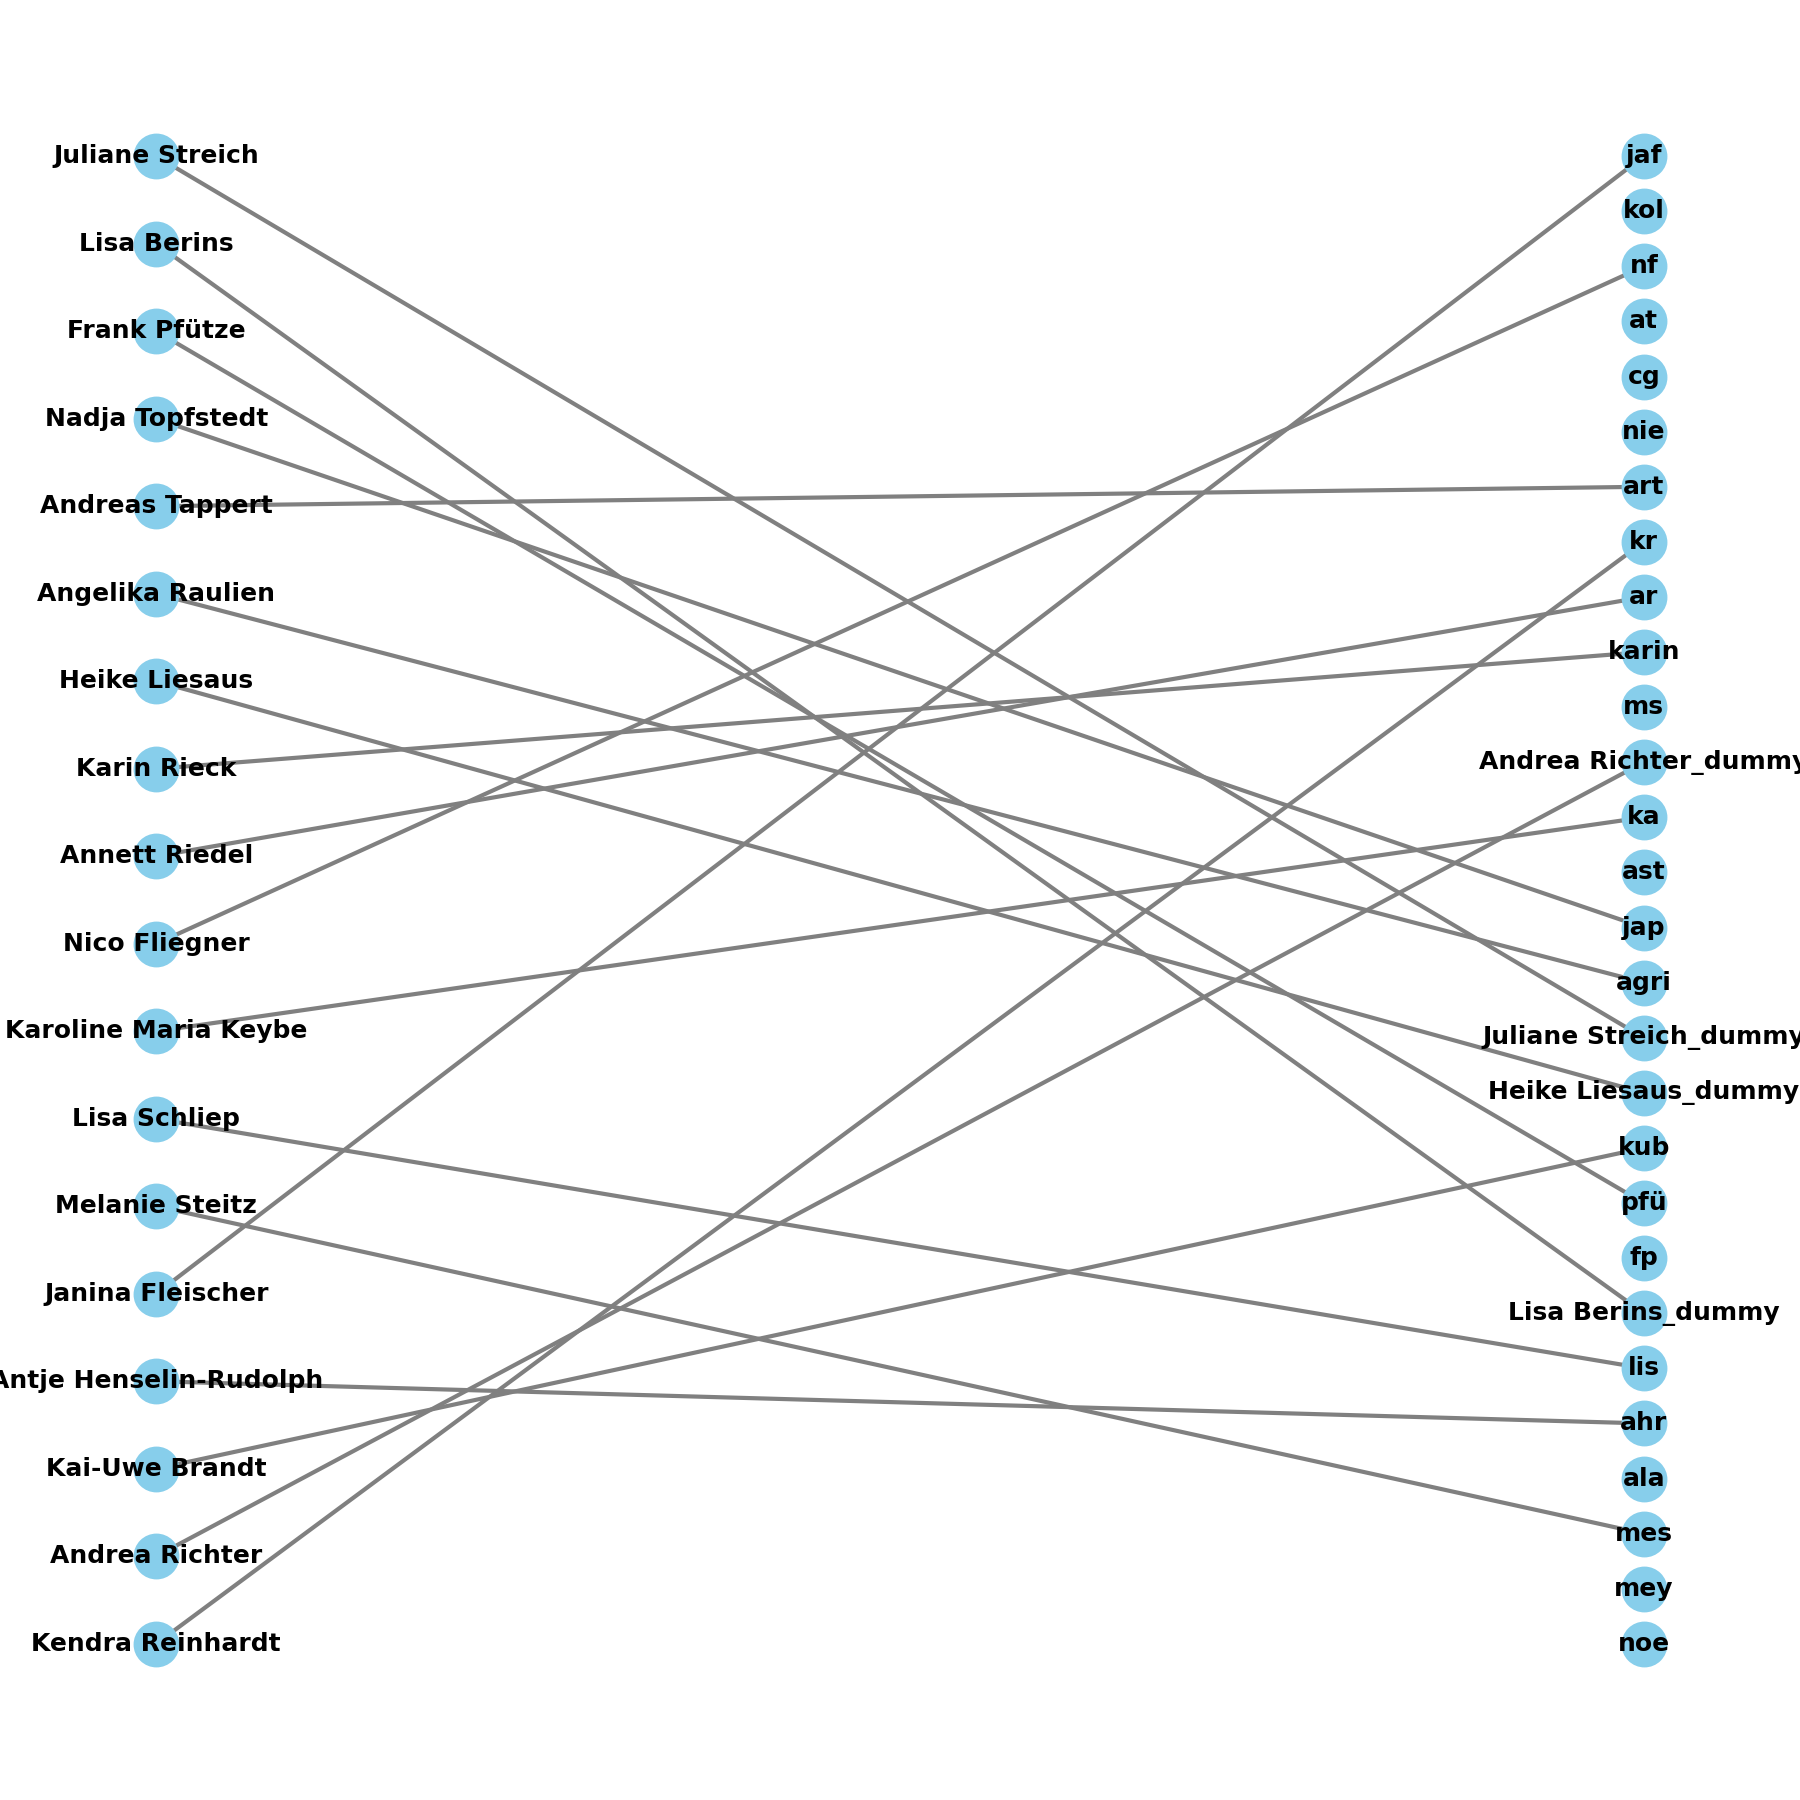 Juliane Streich
Lisa Berins
Frank Pfütze
Nadja Topfstedt
Andreas Tappert
Angelika Raulien
Heike Liesaus
Karin Rieck
Annett Riedel
Nico Fliegner
Karoline Maria Keybe
Lisa Schliep
Melanie Steitz
Janina Fleischer
Antje Henselin-Rudolph
Kai-Uwe Brandt
Andrea Richter
Kendra Reinhardt
jaf
kol
nf
at
cg
nie
art
kr
ar
karin
ms
Andrea Richter_dummy
ka
ast
jap
agri
Juliane Streich_dummy
Heike Liesaus_dummy
kub
pfü
fp
Lisa Berins_dummy
lis
ahr
ala
mes
mey
noe